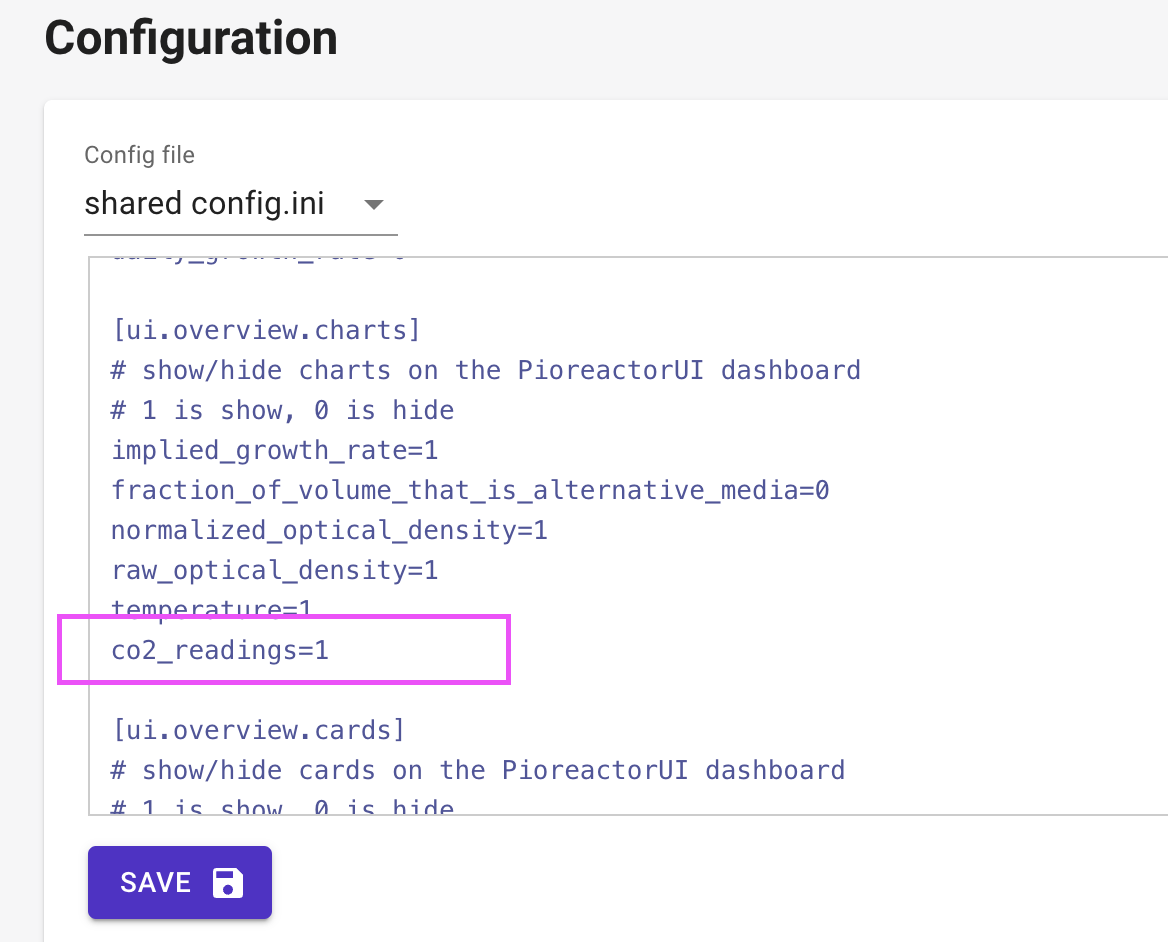 Configuration
Config file
shared config.ini
[ui.overview.charts]
# show/hide charts on the PioreactorUI dashboard
# 1 is show, 0 is hide
implied_growth_rate=1
fraction_of_volume_that_is_alternative_media=0
normalized_optical_density=1
raw_optical_density=1
temperature=1
co2_readings=1
[ui.overview.cards]
# show/hide cards on the PioreactorUI dashboard
# 1 is show, 0 is hide
SAVE